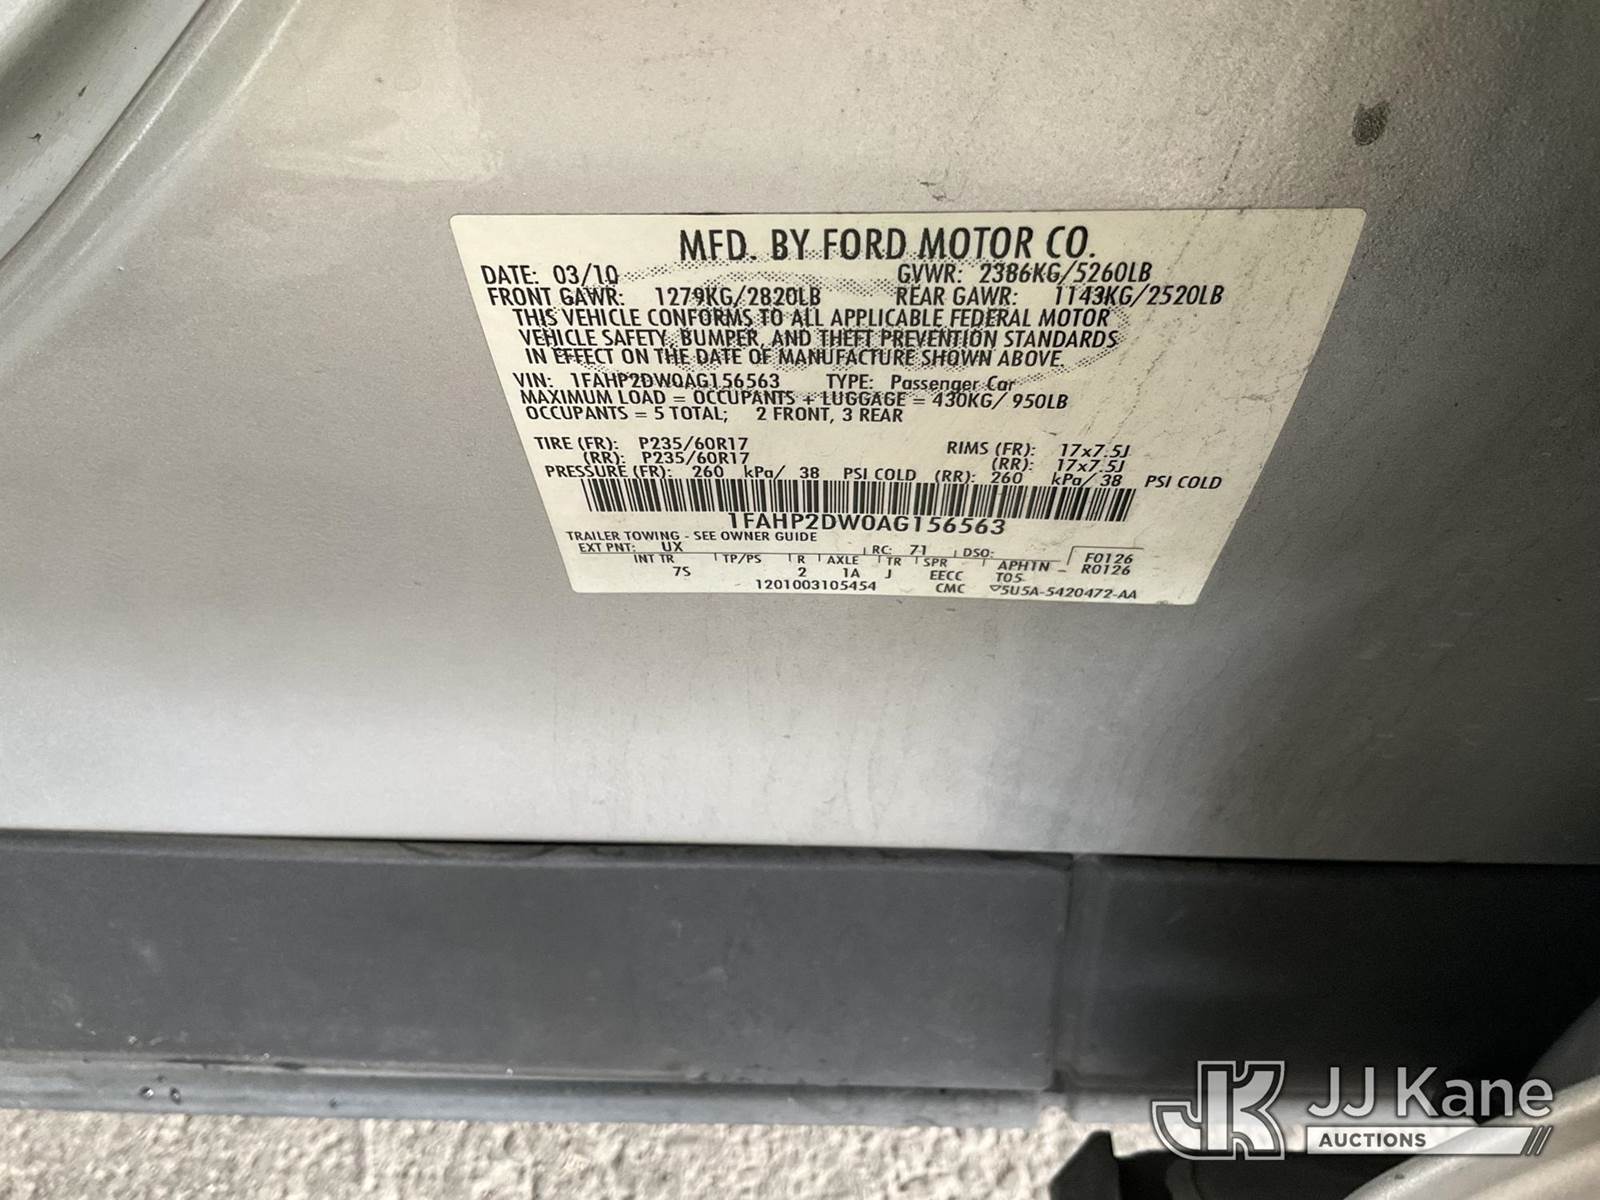 MFD. BY FORD MOTOR CO.
DATE: 03/10 GVWR: 2386KG/5260LB
FRONT GAWR: 1279KG/2820LB REAR GAWR: 1143KG/2520LB
THIS VEHICLE CONFORMS TO ALL APPLICABLE FEDERAL MOTOR
VEHICLE SAFETY, BUMPER, AND THEFT PREVENTION STANDARDS
IN EFFECT ON THE DATE OF MANUFACTURE SHOWN ABOVE.
VIN: 1FAHP2DW0AG156563 TYPE: Passenger Car
MAXIMUM LOAD = OCCUPANTS + LUGGAGE = 430KG/ 950LB
OCCUPANTS = 5 TOTAL; 2 FRONT, 3 REAR
TIRE (FR): P235/60R17 RIMS (FR): 17x7.5J
(RR): P235/60R17 (RR): 17x7.5J
PRESSURE (FR): 260 kPa/ 38 PSI COLD (RR): 260 kPa/ 38 PSI COLD
1FAHP2DW0AG156563
TRAILER TOWING - SEE OWNER GUIDE
EXT PNT: UX RC: 71 DSO: F0126
INT TR TP/PS R AXLE TR SPR APH1N R0126
7S 2 1A J EECC T05
1201003105454 CMC 5U5A-5420472-AA
JK JJ Kane
AUCTIONS